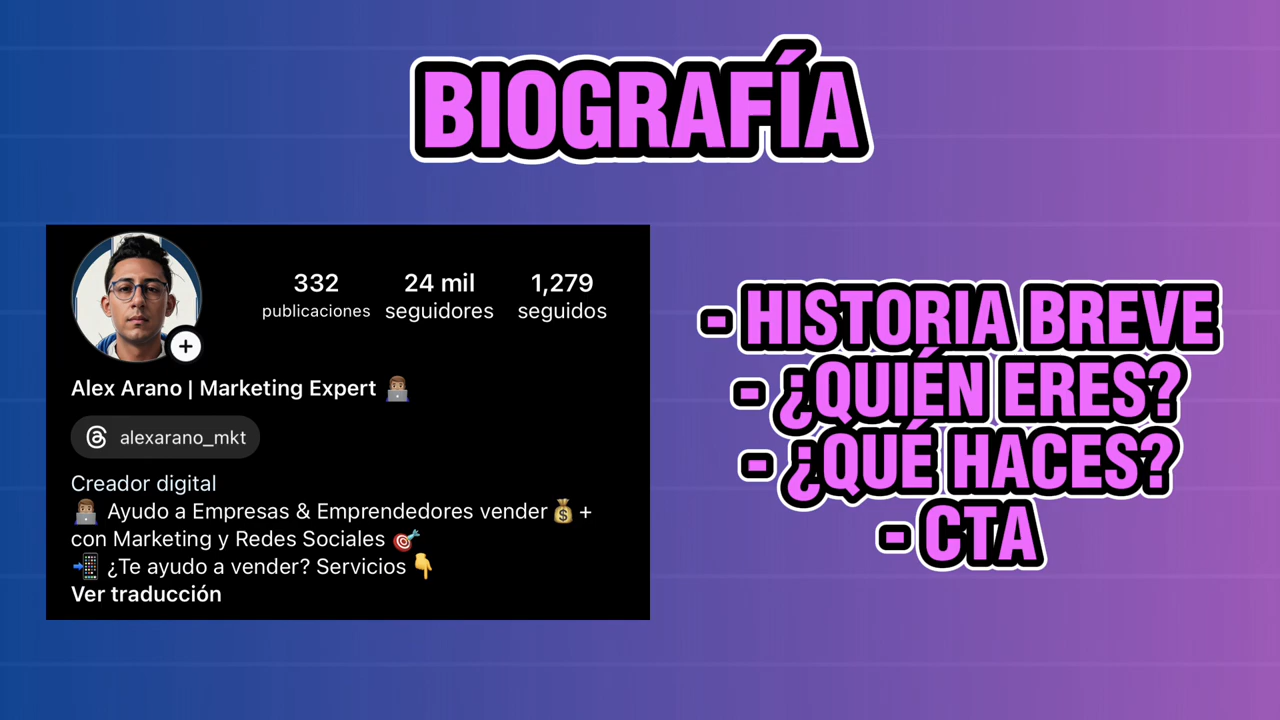 BIOGRAFÍA
332
24 mil
1,279
publicaciones
seguidores
seguidos
Alex Arano | Marketing Expert 👨🏽‍💻
alexarano_mkt
Creador digital
👨🏽‍💻 Ayudo a Empresas & Emprendedores vender💰+
con Marketing y Redes Sociales 🎯
📲 ¿Te ayudo a vender? Servicios 👇
Ver traducción
- HISTORIA BREVE
- ¿QUIÉN ERES?
- ¿QUÉ HACES?
- CTA